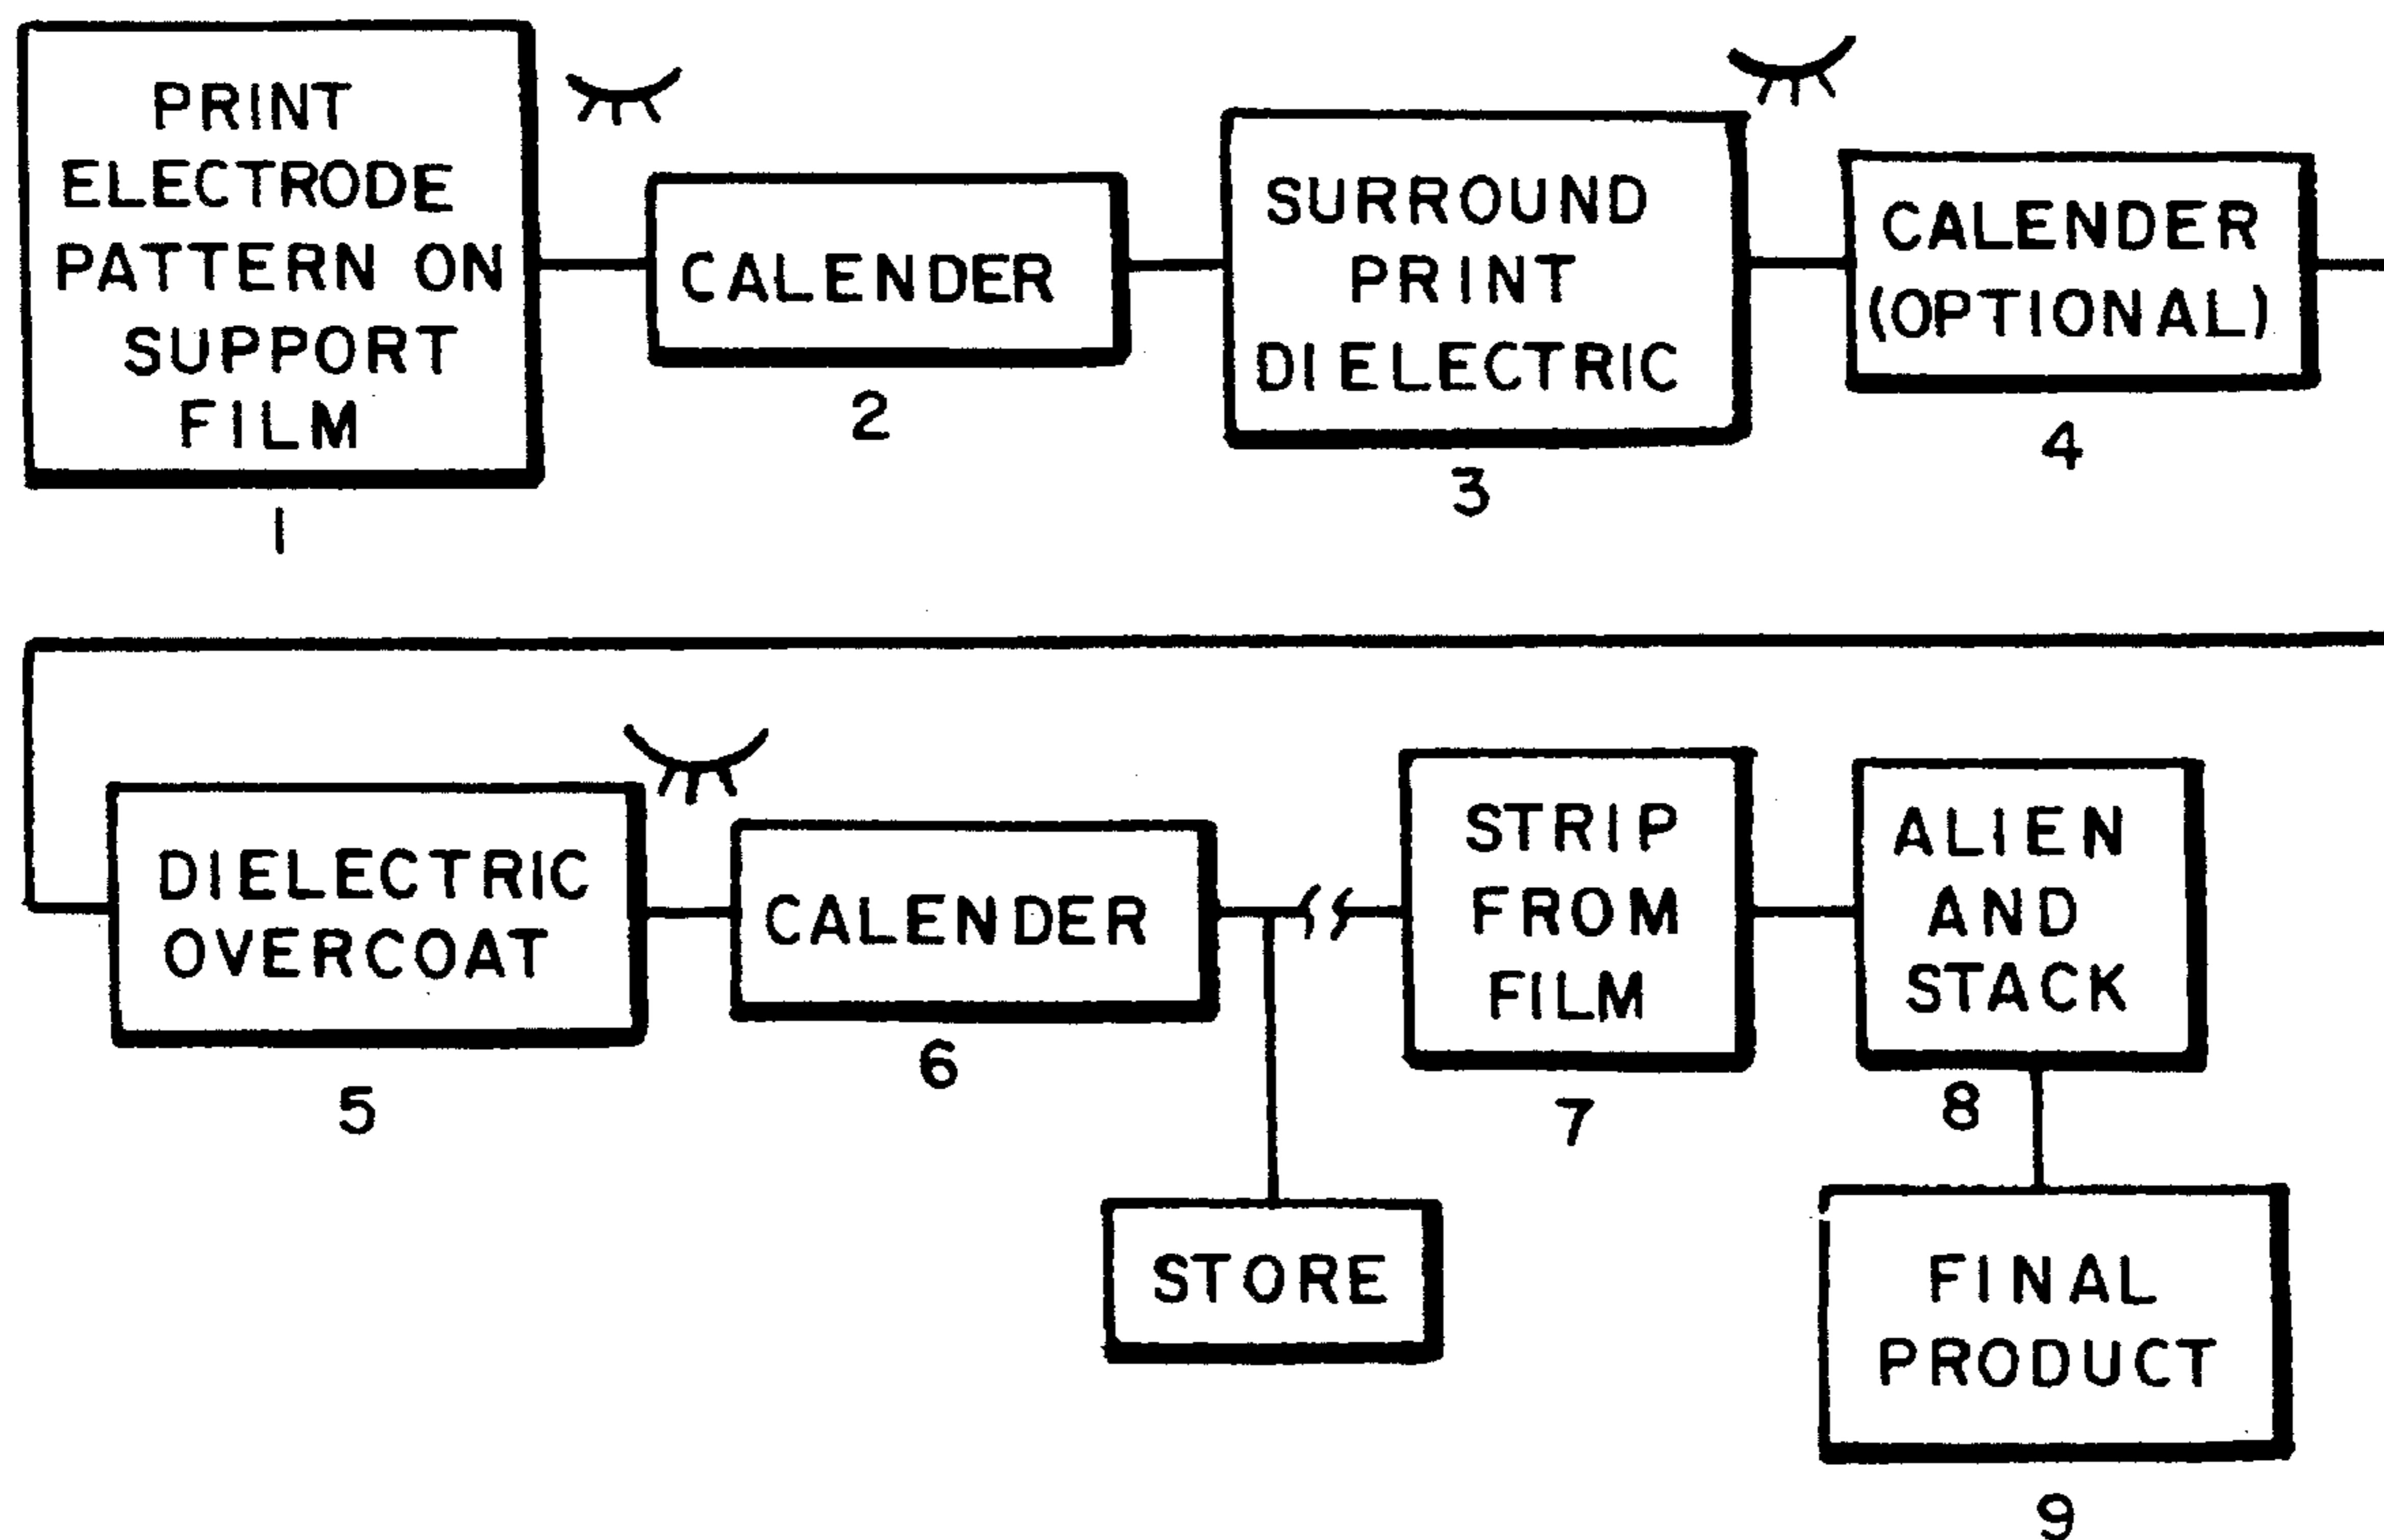 PRINT
ELECTRODE
PATTERN ON
SUPPORT
FILM
1
CALENDER
2
SURROUND
PRINT
DIELECTRIC
3
CALENDER
(OPTIONAL)
4
DIELECTRIC
OVERCOAT
5
CALENDER
6
STORE
STRIP
FROM
FILM
7
ALIEN
AND
STACK
8
FINAL
PRODUCT
9